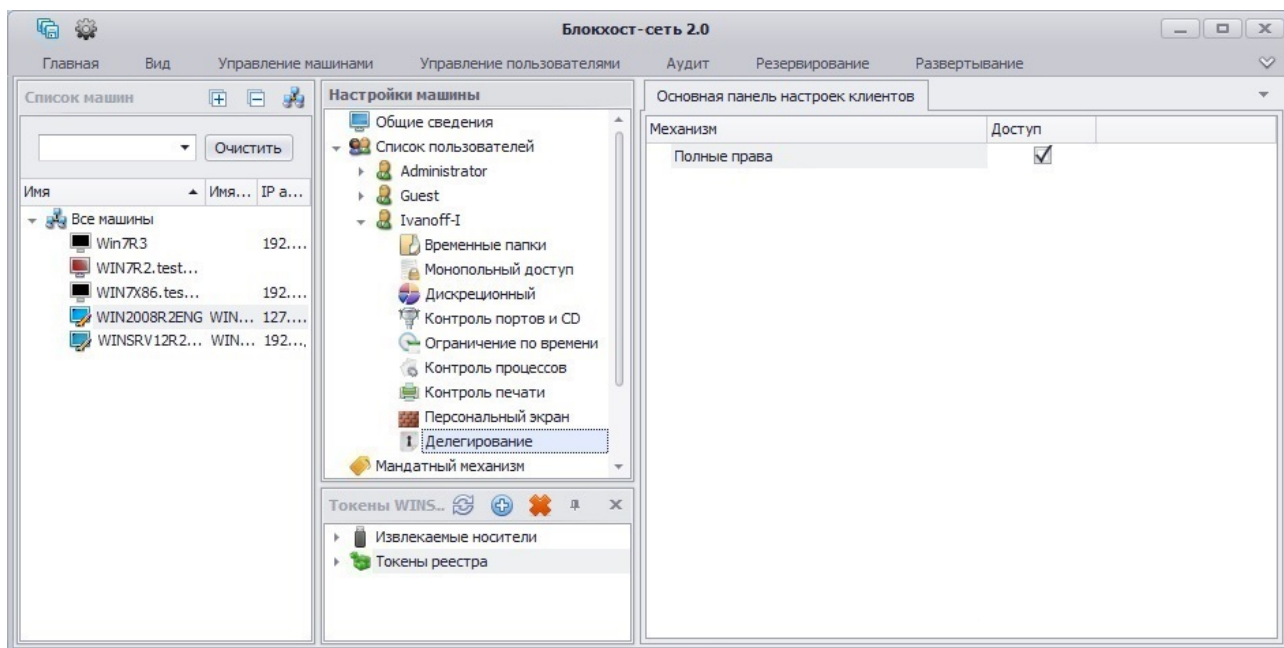 Блокхост-сеть 2.0
Главная Вид Управление машинами Управление пользователями Аудит Резервирование Развертывание
Список машин
Очистить
Имя Имя... IP а...
Все машины
Win7R3 192....
WIN7R2.test...
WIN7X86.tes... 192....
WIN2008R2ENG WIN... 127....
WINSRV12R2... WIN... 192...,
Настройки машины
Общие сведения
Список пользователей
Administrator
Guest
Ivanoff-I
Временные папки
Монопольный доступ
Дискреционный
Контроль портов и CD
Ограничение по времени
Контроль процессов
Контроль печати
Персональный экран
Делегирование
Мандатный механизм
Токены WINS...
Извлекаемые носители
Токены реестра
Основная панель настроек клиентов
Механизм Доступ
Полные права